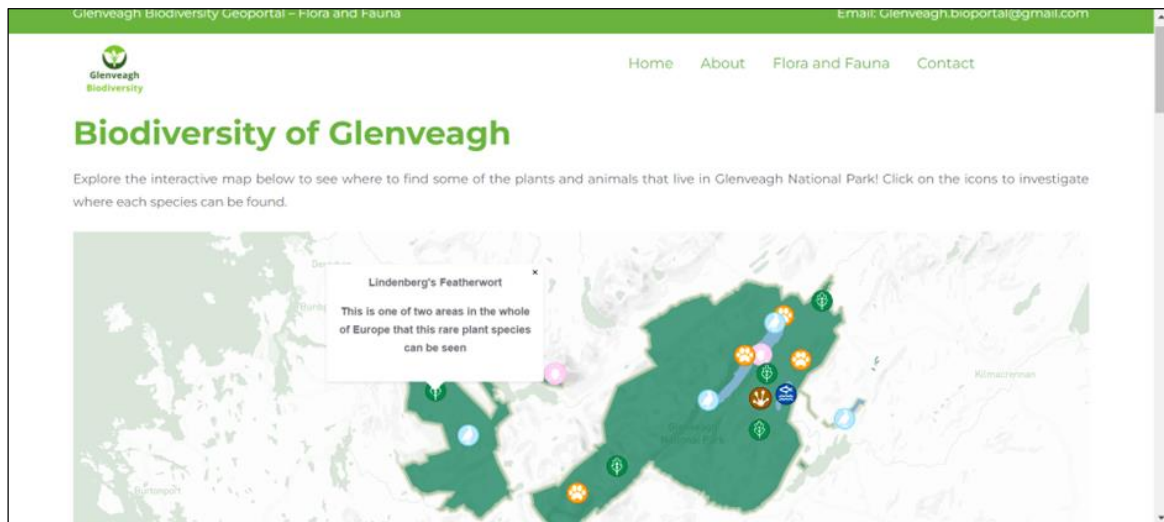 Glenveagh Biodiversity Geoportal – Flora and Fauna
Email: Glenveagh.bioportal@gmail.com
Glenveagh
Biodiversity
Home About Flora and Fauna Contact
Biodiversity of Glenveagh
Explore the interactive map below to see where to find some of the plants and animals that live in Glenveagh National Park! Click on the icons to investigate
where each species can be found.
×
Lindenberg's Featherwort
This is one of two areas in the whole
of Europe that this rare plant species
can be seen
Kilmacrennan
Glenveagh
National Park
Burtonport